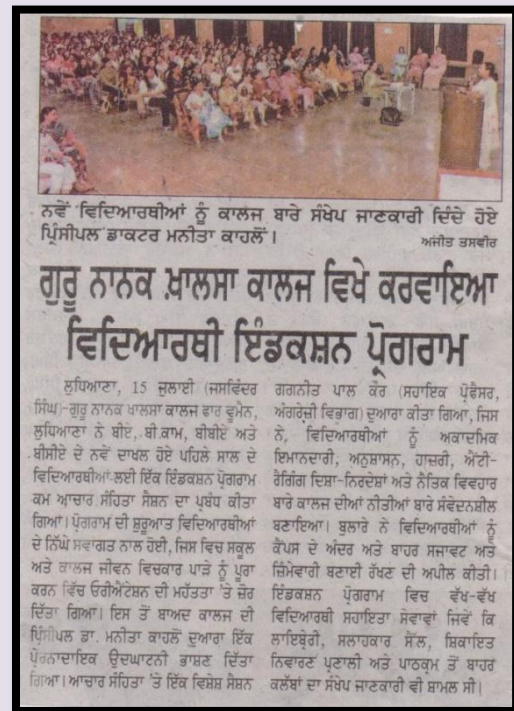 ਨਵੇਂ ਵਿਦਿਆਰਥੀਆਂ ਨੂੰ ਕਾਲਜ ਬਾਰੇ ਸੰਖੇਪ ਜਾਣਕਾਰੀ ਦਿੰਦੇ ਹੋਏ
ਪ੍ਰਿੰਸੀਪਲ ਡਾਕਟਰ ਮਨੀਤਾ ਕਾਹਲੋਂ।
ਅਜੀਤ ਤਸਵੀਰ
ਗੁਰੂ ਨਾਨਕ ਖ਼ਾਲਸਾ ਕਾਲਜ ਵਿਖੇ ਕਰਵਾਇਆ
ਵਿਦਿਆਰਥੀ ਇੰਡਕਸ਼ਨ ਪ੍ਰੋਗਰਾਮ
ਲੁਧਿਆਣਾ, 15 ਜੁਲਾਈ (ਜਸਵਿੰਦਰ
ਸਿੰਘ)-ਗੁਰੂ ਨਾਨਕ ਖਾਲਸਾ ਕਾਲਜ ਫਾਰ ਵੂਮੈਨ,
ਲੁਧਿਆਣਾ ਨੇ ਬੀਏ, ਬੀ.ਕਾਮ, ਬੀਬੀਏ ਅਤੇ
ਬੀਸੀਏ ਦੇ ਨਵੇਂ ਦਾਖਲ ਹੋਏ ਪਹਿਲੇ ਸਾਲ ਦੇ
ਵਿਦਿਆਰਥੀਆਂ ਲਈ ਇੱਕ ਇੰਡਕਸ਼ਨ ਪ੍ਰੋਗਰਾਮ
ਕਮ ਆਚਾਰ ਸੰਹਿਤਾ ਸੈਸ਼ਨ ਦਾ ਪ੍ਰਬੰਧ ਕੀਤਾ
ਗਿਆ। ਪ੍ਰੋਗਰਾਮ ਦੀ ਸ਼ੁਰੂਆਤ ਵਿਦਿਆਰਥੀਆਂ
ਦੇ ਨਿੱਘੇ ਸਵਾਗਤ ਨਾਲ ਹੋਈ, ਜਿਸ ਵਿਚ ਸਕੂਲ
ਅਤੇ ਕਾਲਜ ਜੀਵਨ ਵਿਚਕਾਰ ਪਾੜੇ ਨੂੰ ਪੂਰਾ
ਕਰਨ ਵਿੱਚ ਓਰੀਐਂਟੇਸ਼ਨ ਦੀ ਮਹੱਤਤਾ 'ਤੇ ਜ਼ੋਰ
ਦਿੱਤਾ ਗਿਆ। ਇਸ ਤੋਂ ਬਾਅਦ ਕਾਲਜ ਦੀ
ਪ੍ਰਿੰਸੀਪਲ ਡਾ. ਮਨੀਤਾ ਕਾਹਲੋਂ ਦੁਆਰਾ ਇੱਕ
ਪ੍ਰੇਰਨਾਦਾਇਕ ਉਦਘਾਟਨੀ ਭਾਸ਼ਣ ਦਿੱਤਾ
ਗਿਆ। ਆਚਾਰ ਸੰਹਿਤਾ 'ਤੇ ਇੱਕ ਵਿਸ਼ੇਸ਼ ਸੈਸ਼ਨ
ਗਗਨੀਤ ਪਾਲ ਕੌਰ (ਸਹਾਇਕ ਪ੍ਰੋਫੈਸਰ,
ਅੰਗਰੇਜ਼ੀ ਵਿਭਾਗ) ਦੁਆਰਾ ਕੀਤਾ ਗਿਆ, ਜਿਸ
ਨੇ, ਵਿਦਿਆਰਥੀਆਂ ਨੂੰ ਅਕਾਦਮਿਕ
ਇਮਾਨਦਾਰੀ, ਅਨੁਸ਼ਾਸਨ, ਹਾਜ਼ਰੀ, ਐਂਟੀ-
ਰੈਗਿੰਗ ਦਿਸ਼ਾ-ਨਿਰਦੇਸ਼ਾਂ ਅਤੇ ਨੈਤਿਕ ਵਿਵਹਾਰ
ਬਾਰੇ ਕਾਲਜ ਦੀਆਂ ਨੀਤੀਆਂ ਬਾਰੇ ਸੰਵੇਦਨਸ਼ੀਲ
ਬਣਾਇਆ। ਬੁਲਾਰੇ ਨੇ ਵਿਦਿਆਰਥੀਆਂ ਨੂੰ
ਕੈਂਪਸ ਦੇ ਅੰਦਰ ਅਤੇ ਬਾਹਰ ਸਜਾਵਟ ਅਤੇ
ਜ਼ਿੰਮੇਵਾਰੀ ਬਣਾਈ ਰੱਖਣ ਦੀ ਅਪੀਲ ਕੀਤੀ।
ਇੰਡਕਸ਼ਨ ਪ੍ਰੋਗਰਾਮ ਵਿਚ ਵੱਖ-ਵੱਖ
ਵਿਦਿਆਰਥੀ ਸਹਾਇਤਾ ਸੇਵਾਵਾਂ ਜਿਵੇਂ ਕਿ
ਲਾਇਬ੍ਰੇਰੀ, ਸਲਾਹਕਾਰ ਸੈੱਲ, ਸ਼ਿਕਾਇਤ
ਨਿਵਾਰਣ ਪ੍ਰਣਾਲੀ ਅਤੇ ਪਾਠਕ੍ਰਮ ਤੋਂ ਬਾਹਰ
ਕਲੱਬਾਂ ਦਾ ਸੰਖੇਪ ਜਾਣਕਾਰੀ ਵੀ ਸ਼ਾਮਲ ਸੀ।